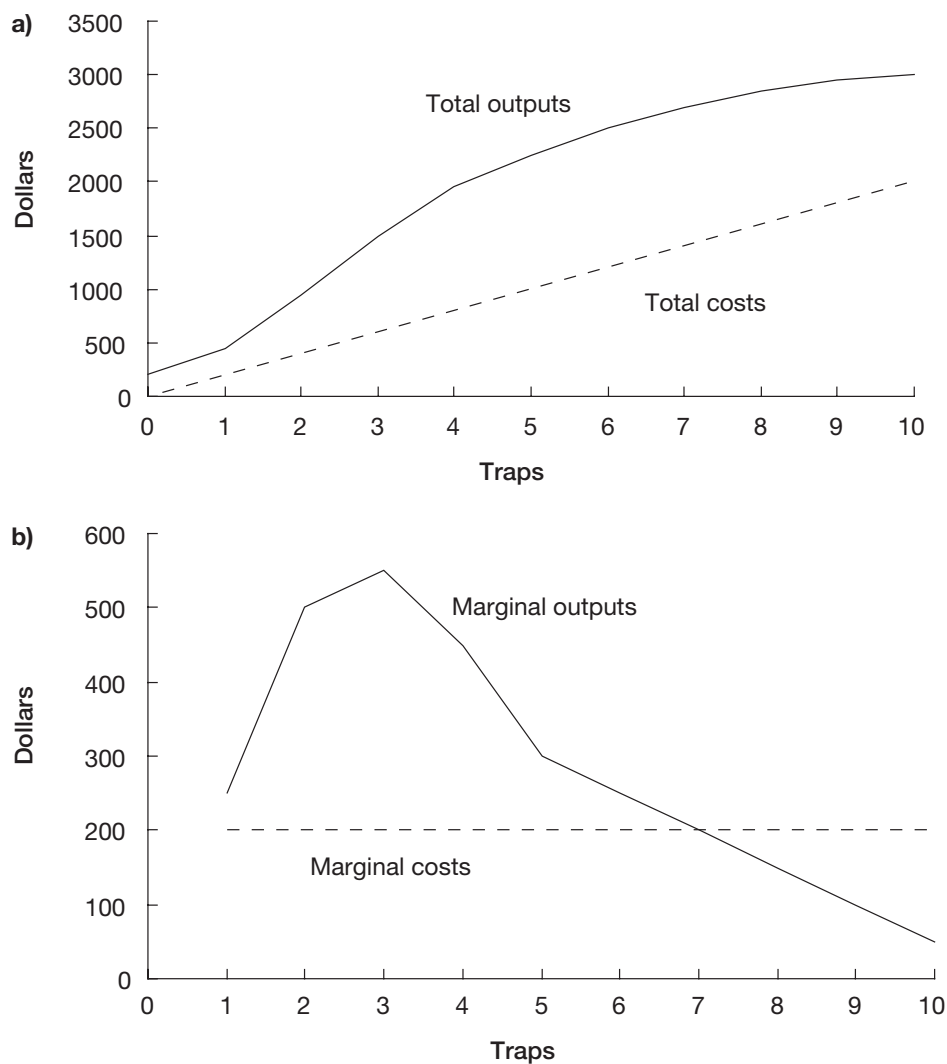 a)
3500
3000
2500
2000
1500
1000
500
0
Dollars
Total outputs
Total costs
0 1 2 3 4 5 6 7 8 9 10
Traps
b)
600
500
400
300
200
100
0
Dollars
Marginal outputs
Marginal costs
0 1 2 3 4 5 6 7 8 9 10
Traps